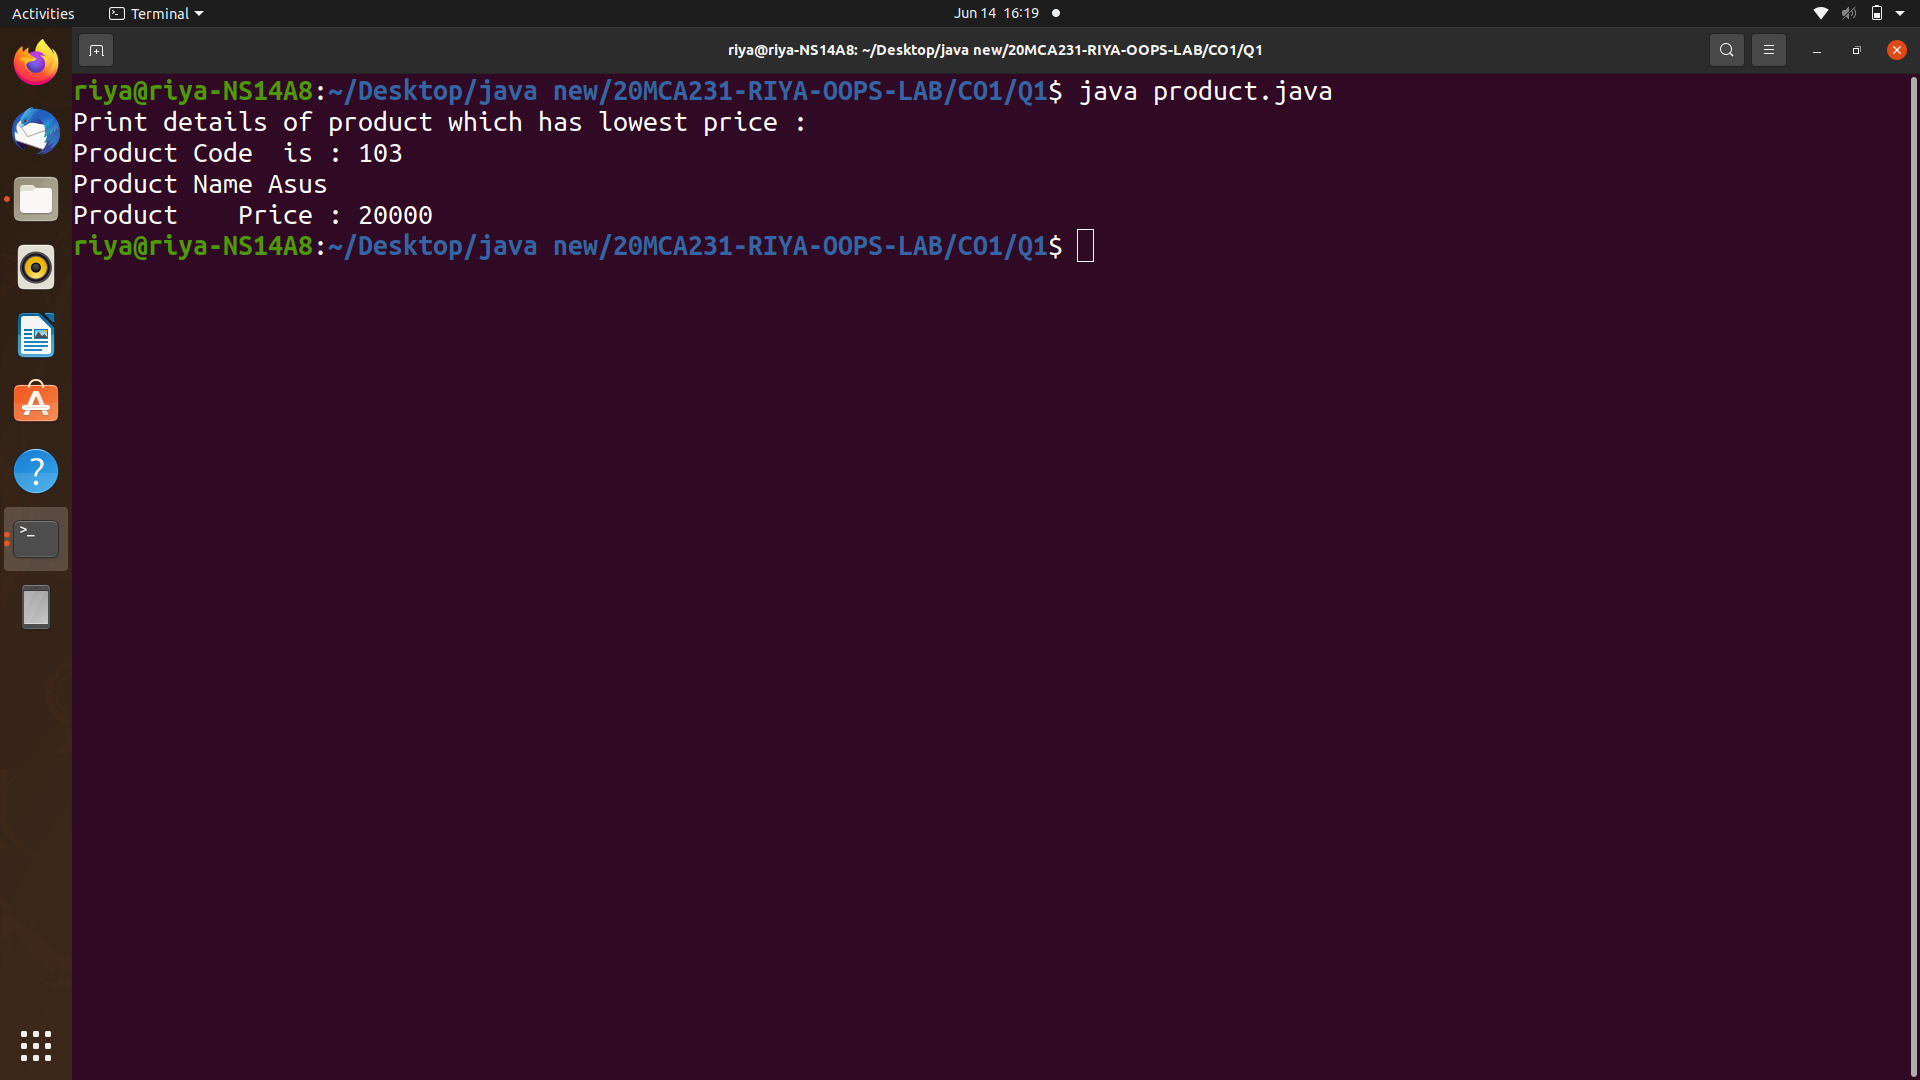 Activities Terminal Jun 14 16:19
riya@riya-NS14A8: ~/Desktop/java new/20MCA231-RIYA-OOPS-LAB/CO1/Q1
riya@riya-NS14A8:~/Desktop/java new/20MCA231-RIYA-OOPS-LAB/CO1/Q1$ java product.java
Print details of product which has lowest price :
Product Code  is : 103
Product Name Asus
Product    Price : 20000
riya@riya-NS14A8:~/Desktop/java new/20MCA231-RIYA-OOPS-LAB/CO1/Q1$